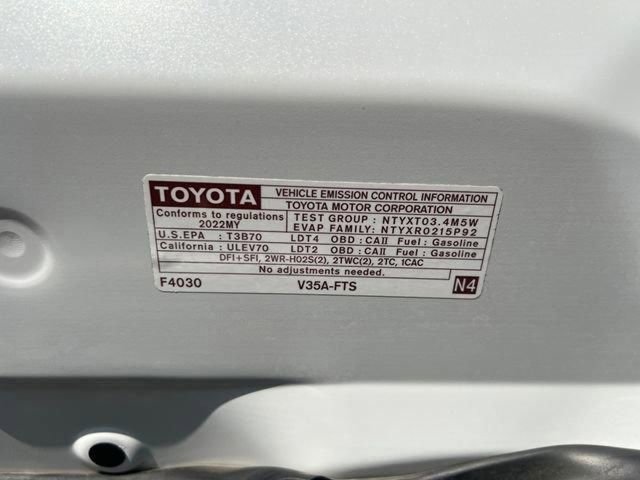 TOYOTA VEHICLE EMISSION CONTROL INFORMATION
TOYOTA MOTOR CORPORATION
Conforms to regulations
2022MY
TEST GROUP : NTYXT03.4M5W
EVAP FAMILY: NTYXR0215P92
U.S.EPA : T3B70 LDT4 OBD : CAII Fuel : Gasoline
California : ULEV70 LDT2 OBD : CAII Fuel : Gasoline
DFI+SFI, 2WR-HO2S(2), 2TWC(2), 2TC, 1CAC
No adjustments needed.
F4030 V35A-FTS N4